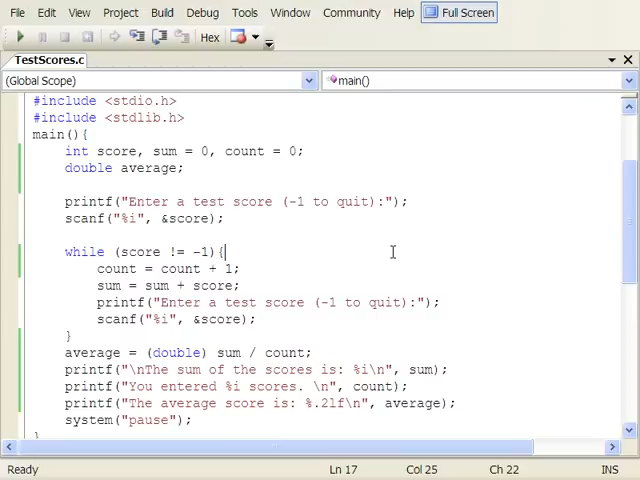 File Edit View Project Build Debug Tools Window Community Help Full Screen
Hex
TestScores.c
(Global Scope) main()
#include <stdio.h>
#include <stdlib.h>
main(){
int score, sum = 0, count = 0;
double average;
printf("Enter a test score (-1 to quit):");
scanf("%i", &score);
while (score != -1){
count = count + 1;
sum = sum + score;
printf("Enter a test score (-1 to quit):");
scanf("%i", &score);
}
average = (double) sum / count;
printf("\nThe sum of the scores is: %i\n", sum);
printf("You entered %i scores. \n", count);
printf("The average score is: %.2lf\n", average);
system("pause");
}
Ready Ln 17 Col 25 Ch 22 INS